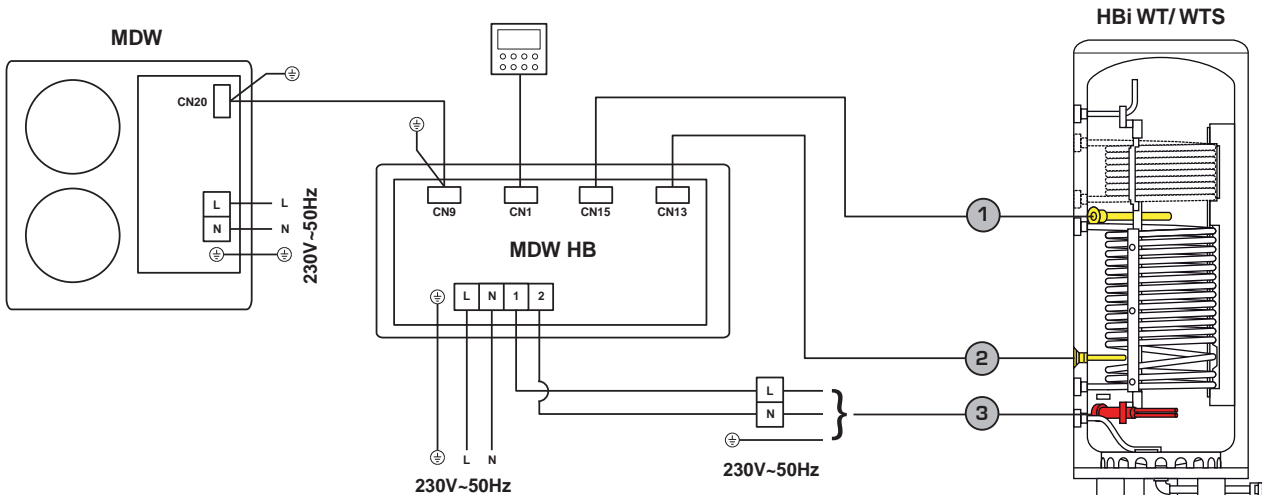 HBi WT/ WTS
MDW
CN20
CN9
CN1
CN15
CN13
MDW HB
L
L
N
N
230V~50Hz
1
2
3
L
N
1
2
L
N
L
N
230V~50Hz
230V~50Hz